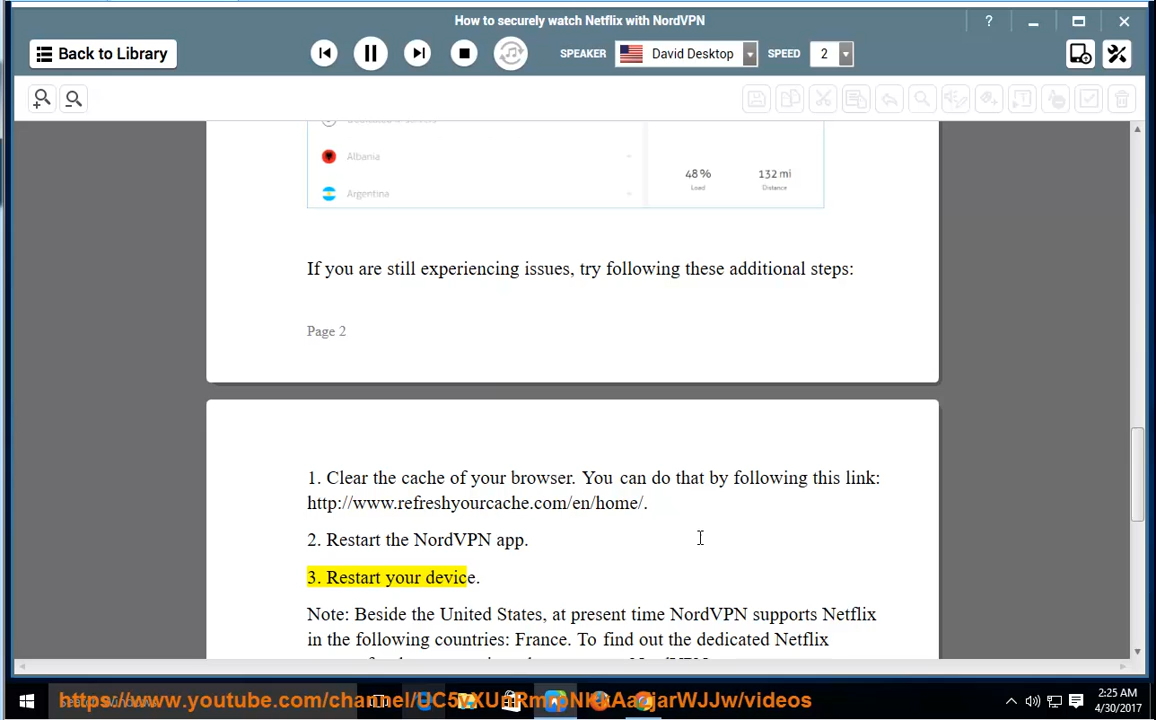 How to securely watch Netflix with NordVPN
?
Back to Library
SPEAKER
David Desktop
SPEED
2
Albania
Argentina
48 %
Load
132 mi
Distance
If you are still experiencing issues, try following these additional steps:
Page 2
1. Clear the cache of your browser. You can do that by following this link:
http://www.refreshyourcache.com/en/home/.
2. Restart the NordVPN app.
3. Restart your device.
Note: Beside the United States, at present time NordVPN supports Netflix
in the following countries: France. To find out the dedicated Netflix
2:25 AM
4/30/2017